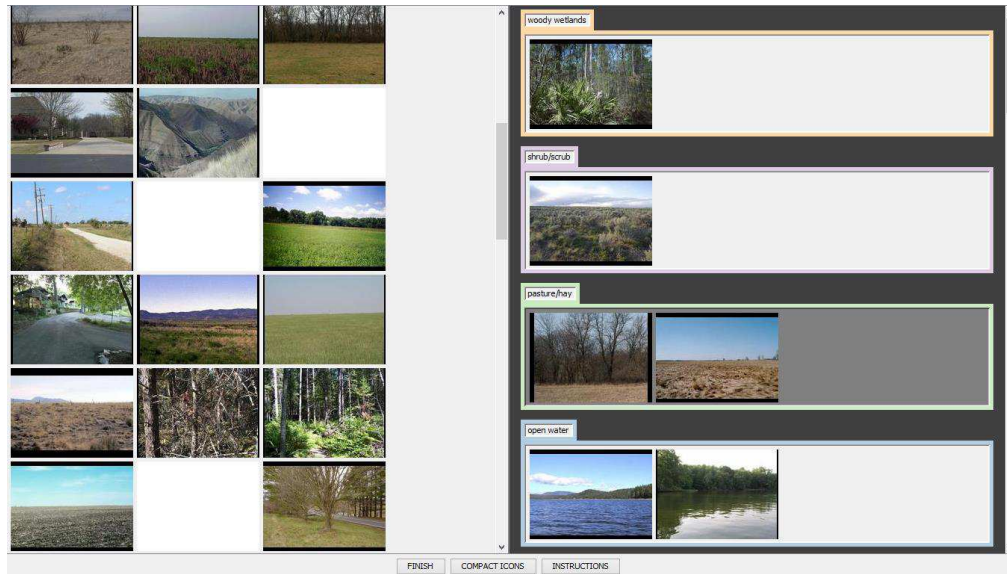 woody wetlands
shrub/scrub
pasture/hay
open water
FINISH
COMPACT ICONS
INSTRUCTIONS